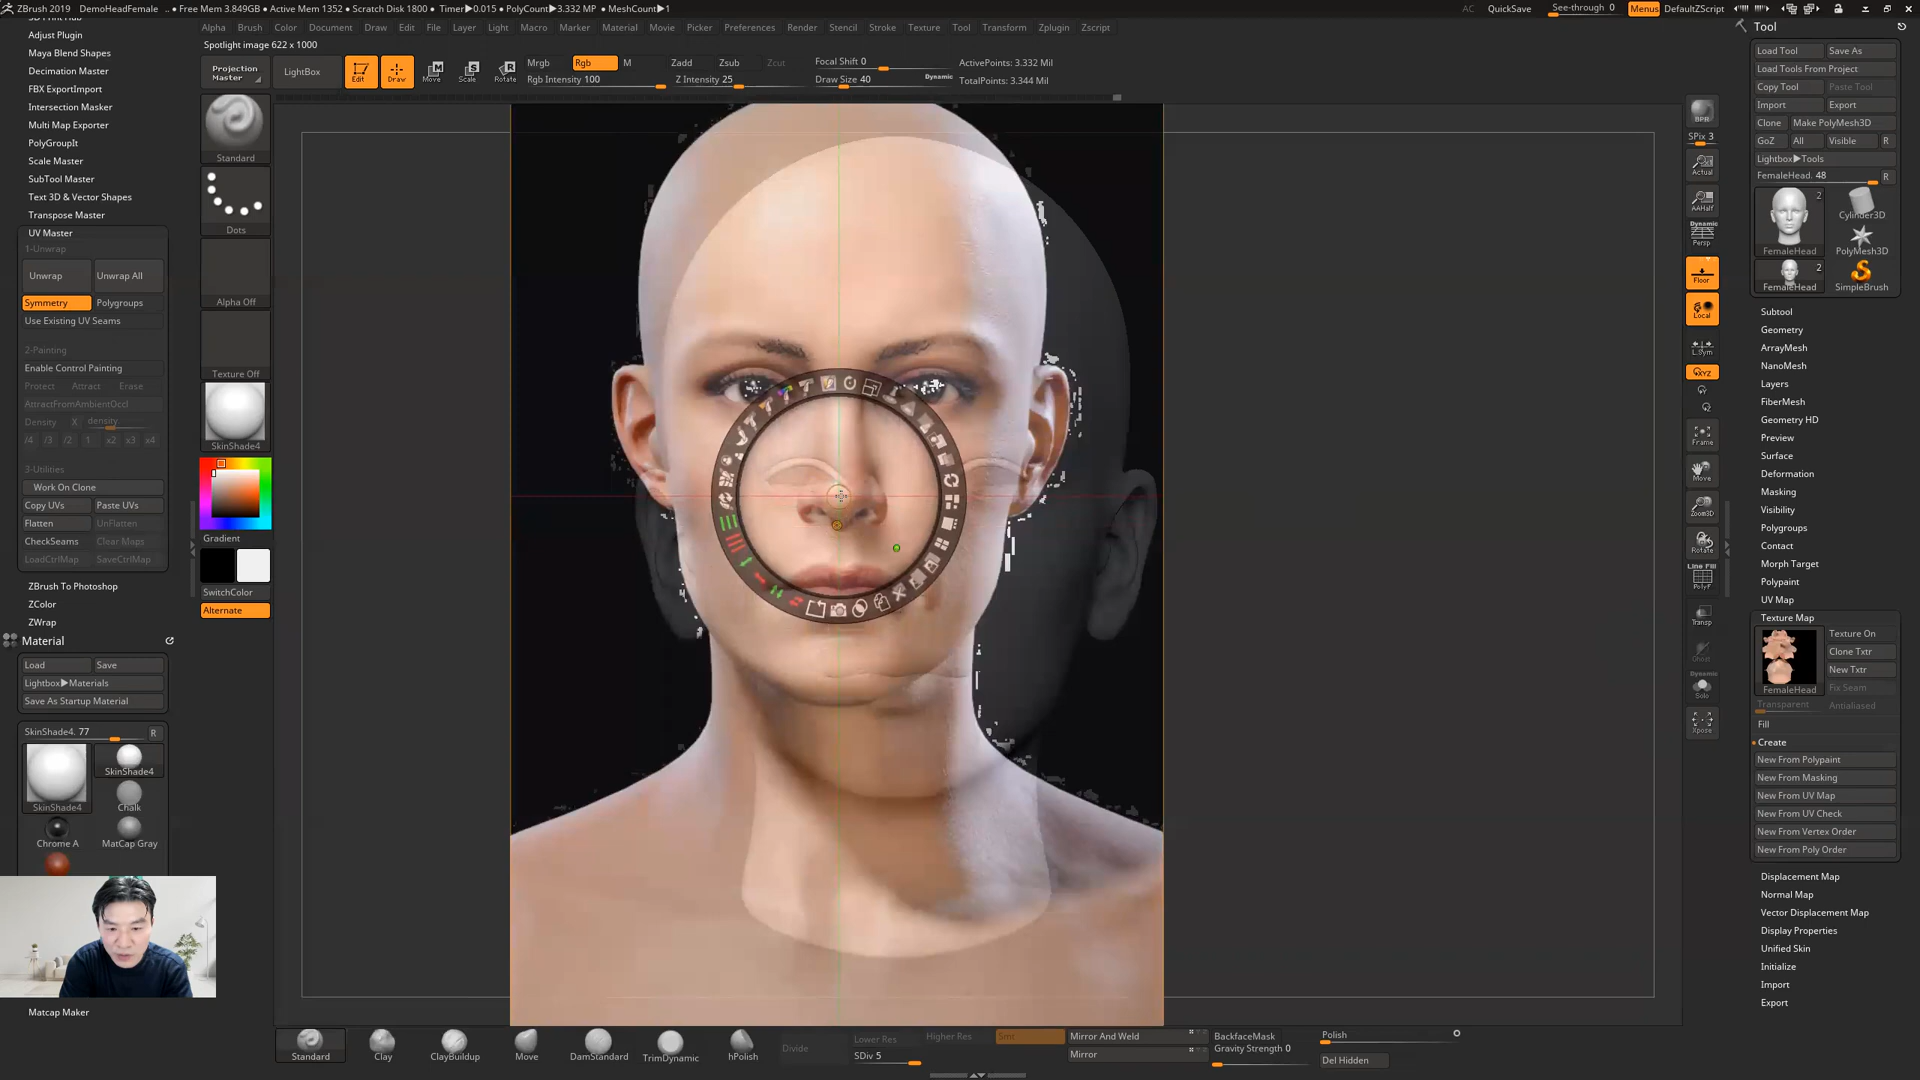 ZBrush 2019 DemoHeadFemale .. ● Free Mem 3.849GB ● Active Mem 1352 ● Scratch Disk 1800 ● Timer▶0.015 ● PolyCount▶3.332 MP ● MeshCount▶1
AC QuickSave See-through 0 Menus DefaultZScript
Alpha Brush Color Document Draw Edit File Layer Light Macro Marker Material Movie Picker Preferences Render Stencil Stroke Texture Tool Transform Zplugin Zscript
Spotlight image 622 x 1000
Adjust Plugin
Maya Blend Shapes
Decimation Master
FBX ExportImport
Intersection Masker
Multi Map Exporter
PolyGroupIt
Scale Master
SubTool Master
Text 3D & Vector Shapes
Transpose Master
UV Master
1-Unwrap
Unwrap Unwrap All
Symmetry Polygroups
Use Existing UV Seams
2-Painting
Enable Control Painting
Protect Attract Erase
AttractFromAmbientOccl
Density X density
/4 /3 /2 1 x2 x3 x4
3-Utilities
Work On Clone
Copy UVs Paste UVs
Flatten UnFlatten
CheckSeams Clear Maps
LoadCtrlMap SaveCtrlMap
ZBrush To Photoshop
ZColor
ZWrap
Material
Load Save
Lightbox▶Materials
Save As Startup Material
SkinShade4. 77 R
SkinShade4
SkinShade4
Chalk
Chrome A MatCap Gray
Matcap Maker
Projection Master
LightBox
Edit Draw Move Scale Rotate
Mrgb Rgb M
Rgb Intensity 100
Zadd Zsub Zcut
Z Intensity 25
Focal Shift 0
Draw Size 40 Dynamic
ActivePoints: 3.332 Mil
TotalPoints: 3.344 Mil
Standard
Dots
Alpha Off
Texture Off
SkinShade4
Gradient
SwitchColor
Alternate
BPR
SPix 3
Actual
AAHalf
Dynamic
Persp
Floor
Local
L.Sym
XYZ
Frame
Move
Zoom3D
Rotate
Line Fill
PolyF
Transp
Ghost
Dynamic
Solo
Xpose
Tool
Load Tool Save As
Load Tools From Project
Copy Tool Paste Tool
Import Export
Clone Make PolyMesh3D
GoZ All Visible R
Lightbox▶Tools
FemaleHead. 48 R
2
Cylinder3D
FemaleHead PolyMesh3D
2
FemaleHead SimpleBrush
Subtool
Geometry
ArrayMesh
NanoMesh
Layers
FiberMesh
Geometry HD
Preview
Surface
Deformation
Masking
Visibility
Polygroups
Contact
Morph Target
Polypaint
UV Map
Texture Map
Texture On
Clone Txtr
New Txtr
FemaleHead Fix Seam
Transparent Antialiased
Fill
Create
New From Polypaint
New From Masking
New From UV Map
New From UV Check
New From Vertex Order
New From Poly Order
Displacement Map
Normal Map
Vector Displacement Map
Display Properties
Unified Skin
Initialize
Import
Export
Standard Clay ClayBuildup Move DamStandard TrimDynamic hPolish
Divide
Lower Res Higher Res
SDiv 5
Smt
Mirror And Weld
Mirror
BackfaceMask
Gravity Strength 0
Polish
Del Hidden